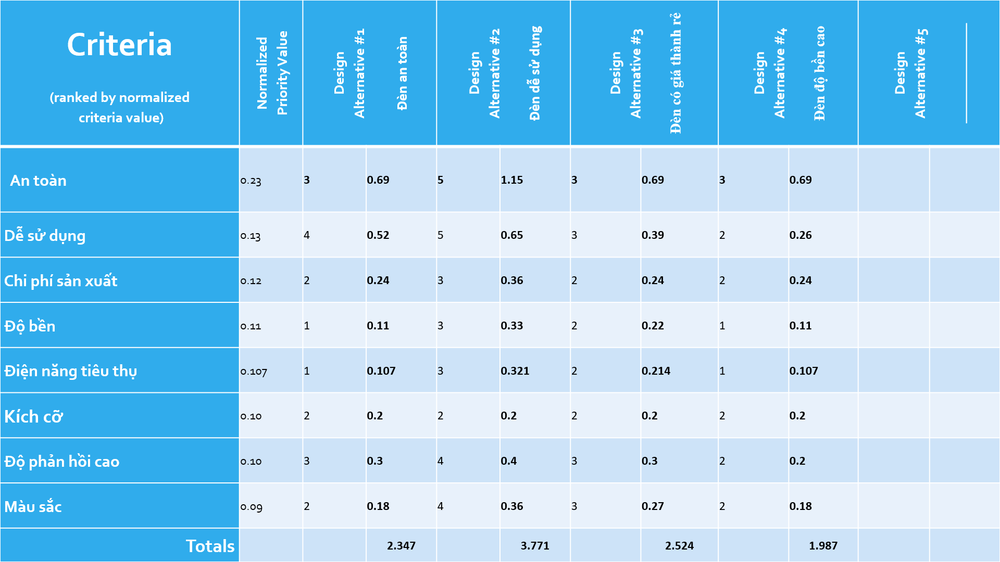 Criteria
(ranked by normalized
criteria value)
Normalized
Priority Value
Design
Alternative #1
Đèn an toàn
Design
Alternative #2
Đèn dễ sử dụng
Design
Alternative #3
Đèn có giá thành rẻ
Design
Alternative #4
Đèn độ bền cao
Design
Alternative #5
An toàn 0.23 3 0.69 5 1.15 3 0.69 3 0.69
Dễ sử dụng 0.13 4 0.52 5 0.65 3 0.39 2 0.26
Chi phí sản xuất 0.12 2 0.24 3 0.36 2 0.24 2 0.24
Độ bền 0.11 1 0.11 3 0.33 2 0.22 1 0.11
Điện năng tiêu thụ 0.107 1 0.107 3 0.321 2 0.214 1 0.107
Kích cỡ 0.10 2 0.2 2 0.2 2 0.2 2 0.2
Độ phản hồi cao 0.10 3 0.3 4 0.4 3 0.3 2 0.2
Màu sắc 0.09 2 0.18 4 0.36 3 0.27 2 0.18
Totals 2.347 3.771 2.524 1.987